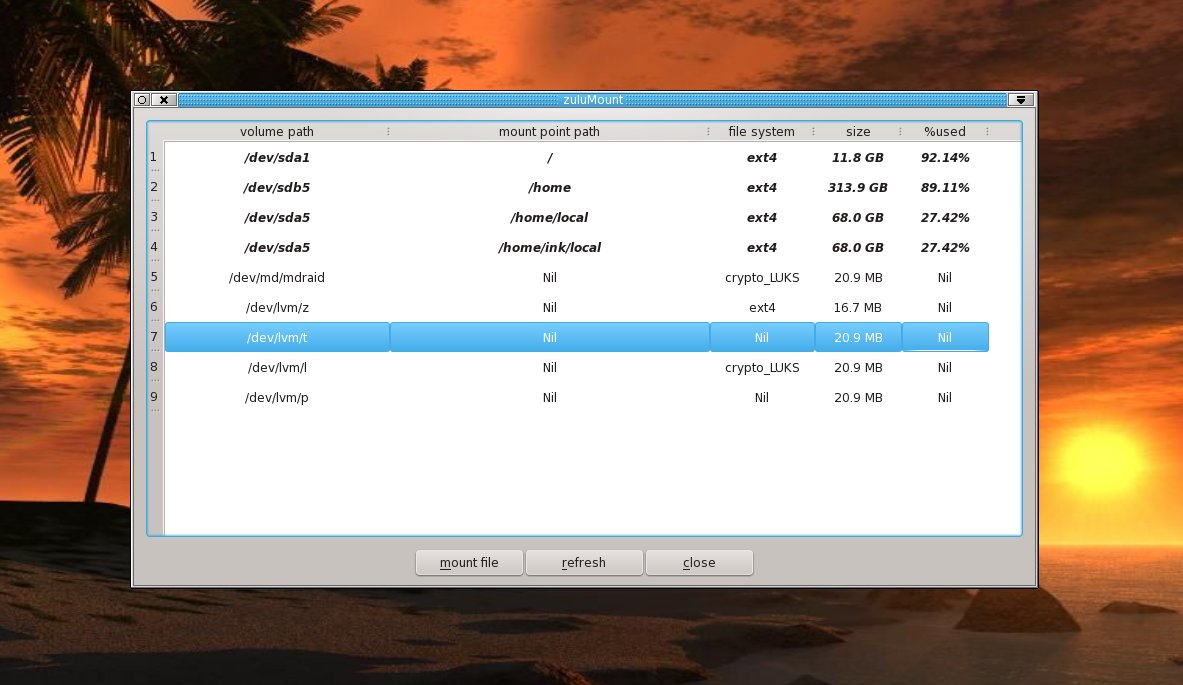 zuluMount
volume path mount point path file system size %used
1 /dev/sda1 / ext4 11.8 GB 92.14%
2 /dev/sdb5 /home ext4 313.9 GB 89.11%
3 /dev/sda5 /home/local ext4 68.0 GB 27.42%
4 /dev/sda5 /home/ink/local ext4 68.0 GB 27.42%
5 /dev/md/mdraid Nil crypto_LUKS 20.9 MB Nil
6 /dev/lvm/z Nil ext4 16.7 MB Nil
7 /dev/lvm/t Nil Nil 20.9 MB Nil
8 /dev/lvm/l Nil crypto_LUKS 20.9 MB Nil
9 /dev/lvm/p Nil Nil 20.9 MB Nil
mount file refresh close